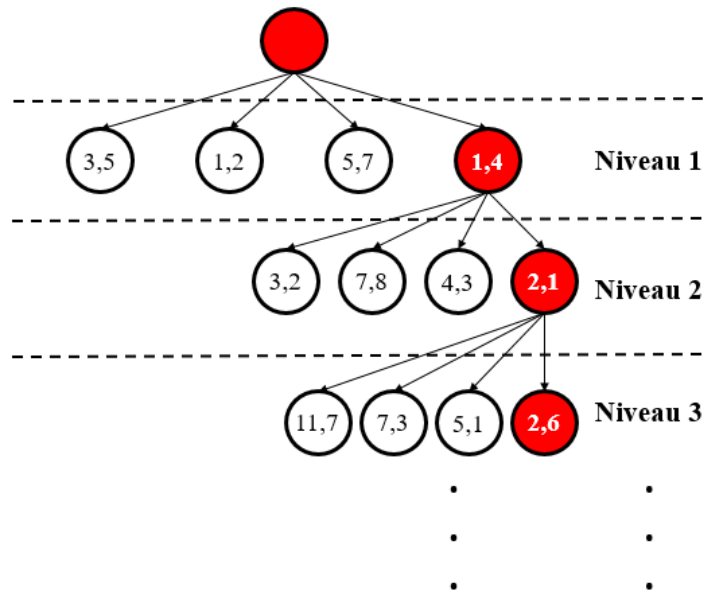 3,5 1,2 5,7 1,4 Niveau 1
3,2 7,8 4,3 2,1 Niveau 2
11,7 7,3 5,1 2,6 Niveau 3